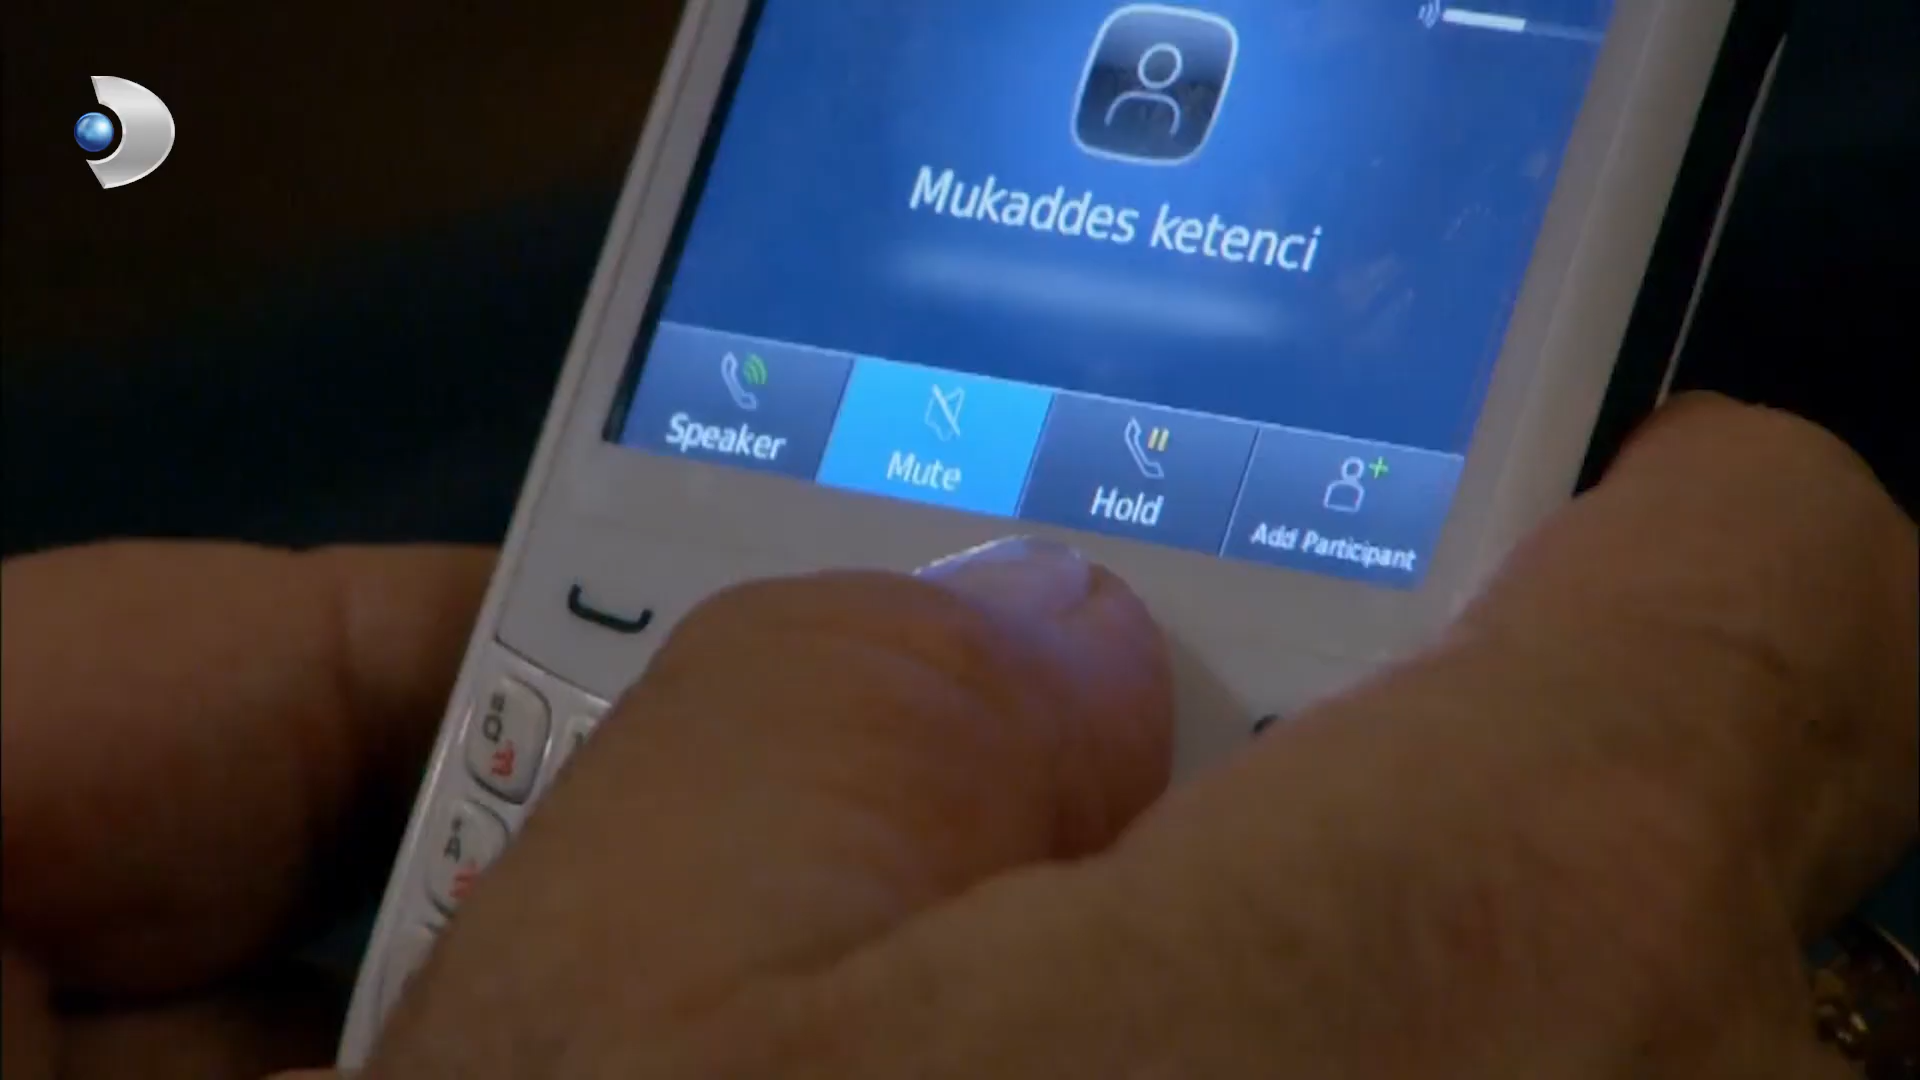 Mukaddes ketenci
Speaker
Mute
Hold
Add Participant
Q
A